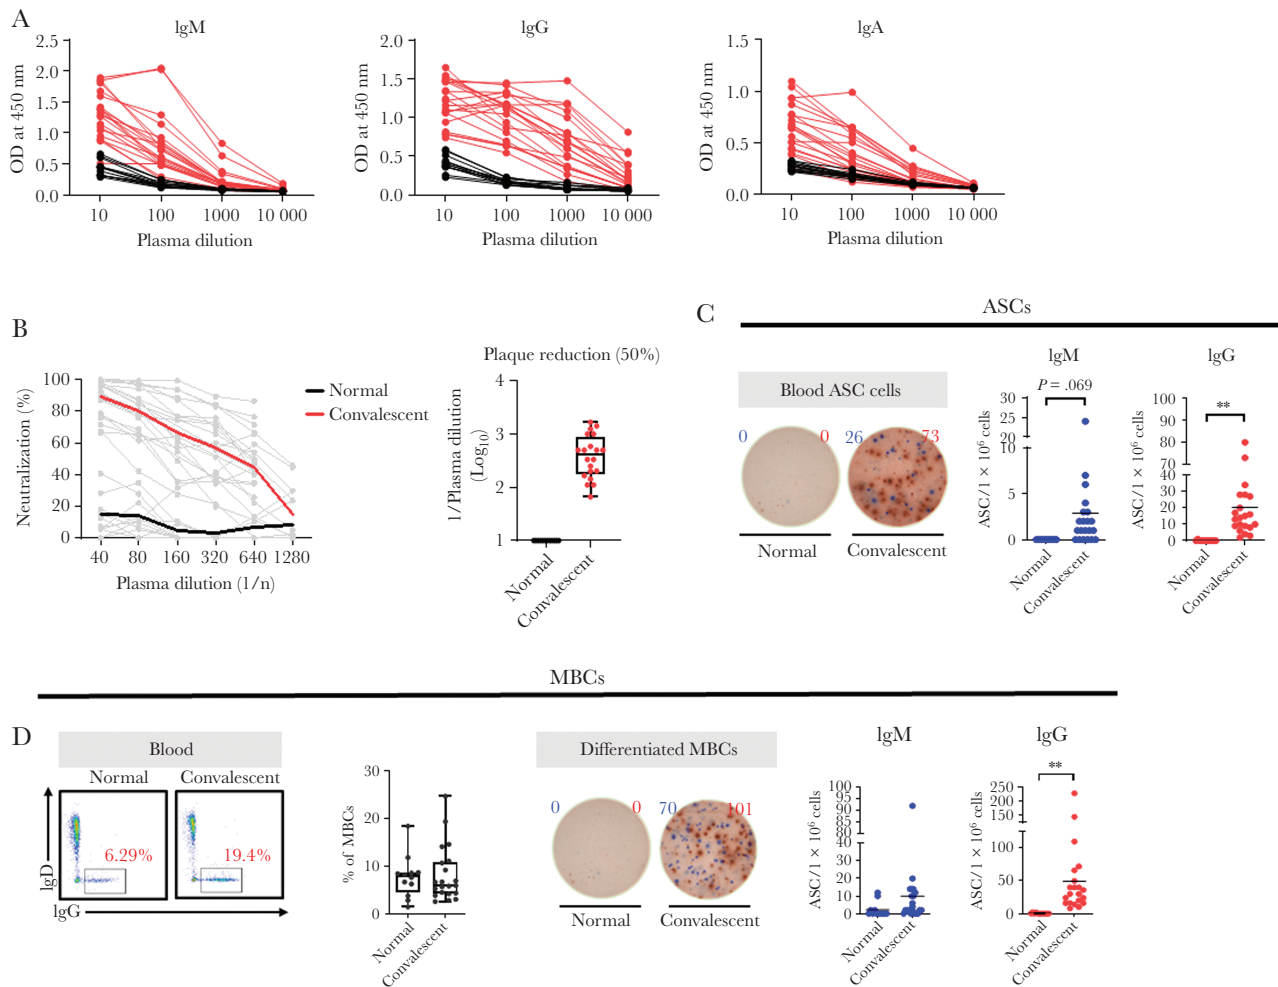 A
IgM
IgG
IgA
OD at 450 nm
2.5
2.0
1.5
1.0
0.5
0.0
10
100
1000
10 000
Plasma dilution
OD at 450 nm
2.0
1.5
1.0
0.5
0.0
10
100
1000
10 000
Plasma dilution
OD at 450 nm
1.5
1.0
0.5
0.0
10
100
1000
10 000
Plasma dilution
B
Neutralization (%)
100
80
60
40
20
0
40
80
160
320
640
1280
Plasma dilution (1/n)
Normal
Convalescent
Plaque reduction (50%)
1/Plasma dilution
(Log10)
4
3
2
1
Normal
Convalescent
C
ASCs
Blood ASC cells
0
0
26
73
Normal
Convalescent
IgM
P = .069
ASC/1 × 10⁶ cells
30
20
10
5
0
Normal
Convalescent
IgG
**
ASC/1 × 10⁶ cells
100
90
80
70
40
30
20
10
0
Normal
Convalescent
MBCs
D
Blood
Normal
Convalescent
6.29%
19.4%
IgD
IgG
% of MBCs
30
20
10
0
Normal
Convalescent
Differentiated MBCs
0
0
70
101
Normal
Convalescent
IgM
ASC/1 × 10⁶ cells
100
95
90
85
80
40
30
20
10
0
Normal
Convalescent
IgG
**
ASC/1 × 10⁶ cells
250
200
150
100
100
50
0
Normal
Convalescent